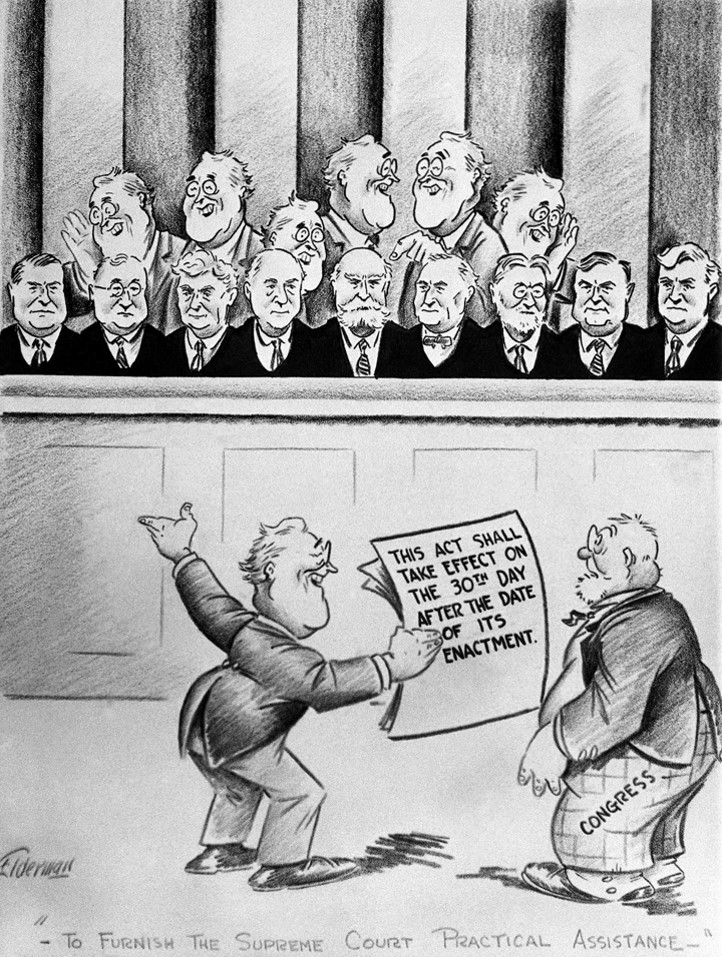 THIS ACT SHALL
TAKE EFFECT ON
THE 30TH DAY
AFTER THE DATE
OF ITS
ENACTMENT.
CONGRESS
Elderman
"- TO FURNISH THE SUPREME COURT PRACTICAL ASSISTANCE -"